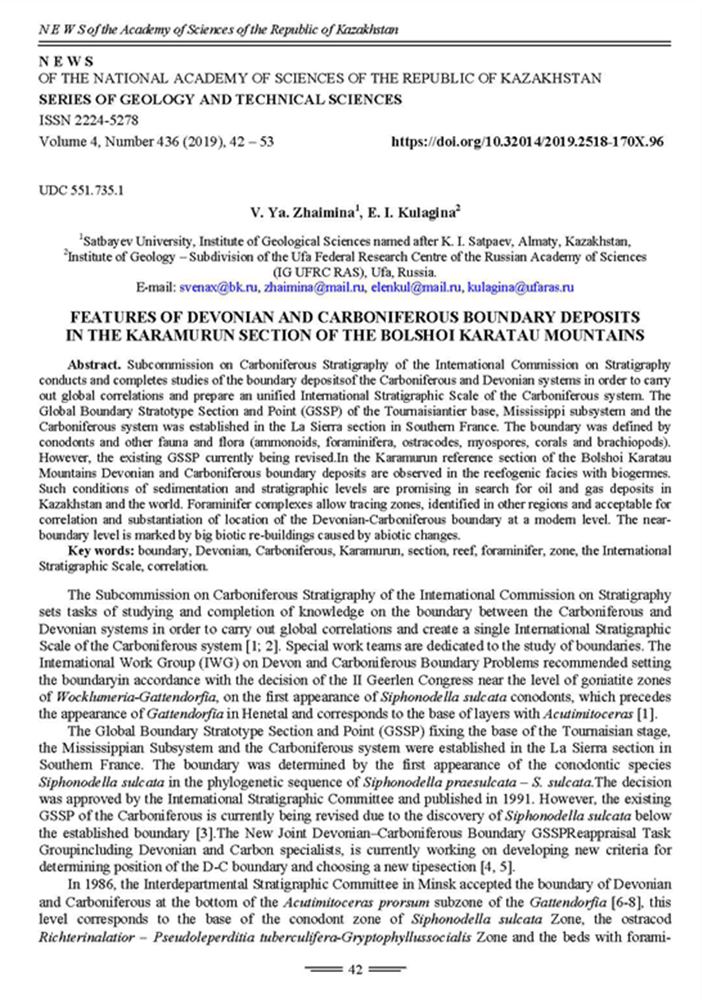 N E W S of the Academy of Sciences of the Republic of Kazakhstan
N E W S
OF THE NATIONAL ACADEMY OF SCIENCES OF THE REPUBLIC OF KAZAKHSTAN
SERIES OF GEOLOGY AND TECHNICAL SCIENCES
ISSN 2224-5278
Volume 4, Number 436 (2019), 42 – 53 https://doi.org/10.32014/2019.2518-170X.96
UDC 551.735.1
V. Ya. Zhaimina1, E. I. Kulagina2
1Satbayev University, Institute of Geological Sciences named after K. I. Satpaev, Almaty, Kazakhstan,
2Institute of Geology – Subdivision of the Ufa Federal Research Centre of the Russian Academy of Sciences
(IG UFRC RAS), Ufa, Russia.
E-mail: svenax@bk.ru, zhaimina@mail.ru, elenkul@mail.ru, kulagina@ufaras.ru
FEATURES OF DEVONIAN AND CARBONIFEROUS BOUNDARY DEPOSITS
IN THE KARAMURUN SECTION OF THE BOLSHOI KARATAU MOUNTAINS
Abstract. Subcommission on Carboniferous Stratigraphy of the International Commission on Stratigraphy
conducts and completes studies of the boundary depositsof the Carboniferous and Devonian systems in order to carry
out global correlations and prepare an unified International Stratigraphic Scale of the Carboniferous system. The
Global Boundary Stratotype Section and Point (GSSP) of the Tournaisiantier base, Mississippi subsystem and the
Carboniferous system was established in the La Sierra section in Southern France. The boundary was defined by
conodonts and other fauna and flora (ammonoids, foraminifera, ostracodes, myospores, corals and brachiopods).
However, the existing GSSP currently being revised.In the Karamurun reference section of the Bolshoi Karatau
Mountains Devonian and Carboniferous boundary deposits are observed in the reefogenic facies with biogermes.
Such conditions of sedimentation and stratigraphic levels are promising in search for oil and gas deposits in
Kazakhstan and the world. Foraminifer complexes allow tracing zones, identified in other regions and acceptable for
correlation and substantiation of location of the Devonian-Carboniferous boundary at a modern level. The near-
boundary level is marked by big biotic re-buildings caused by abiotic changes.
Key words: boundary, Devonian, Carboniferous, Karamurun, section, reef, foraminifer, zone, the International
Stratigraphic Scale, correlation.
The Subcommission on Carboniferous Stratigraphy of the International Commission on Stratigraphy
sets tasks of studying and completion of knowledge on the boundary between the Carboniferous and
Devonian systems in order to carry out global correlations and create a single International Stratigraphic
Scale of the Carboniferous system [1; 2]. Special work teams are dedicated to the study of boundaries. The
International Work Group (IWG) on Devon and Carboniferous Boundary Problems recommended setting
the boundaryin accordance with the decision of the II Geerlen Congress near the level of goniatite zones
of Wocklumeria-Gattendorfia, on the first appearance of Siphonodella sulcata conodonts, which precedes
the appearance of Gattendorfia in Henetal and corresponds to the base of layers with Acutimitoceras [1].
The Global Boundary Stratotype Section and Point (GSSP) fixing the base of the Tournaisian stage,
the Mississippian Subsystem and the Carboniferous system were established in the La Sierra section in
Southern France. The boundary was determined by the first appearance of the conodontic species
Siphonodella sulcata in the phylogenetic sequence of Siphonodella praesulcata – S. sulcata.The decision
was approved by the International Stratigraphic Committee and published in 1991. However, the existing
GSSP of the Carboniferous is currently being revised due to the discovery of Siphonodella sulcata below
the established boundary [3].The New Joint Devonian–Carboniferous Boundary GSSPReappraisal Task
Groupincluding Devonian and Carbon specialists, is currently working on developing new criteria for
determining position of the D-C boundary and choosing a new tipesection [4, 5].
In 1986, the Interdepartmental Stratigraphic Committee in Minsk accepted the boundary of Devonian
and Carboniferous at the bottom of the Acutimitoceras prorsum subzone of the Gattendorfia [6-8], this
level corresponds to the base of the conodont zone of Siphonodella sulcata Zone, the ostracod
Richterinalatior – Pseudoleperditia tuberculifera-Gryptophyllussocialis Zone and the beds with forami-
42